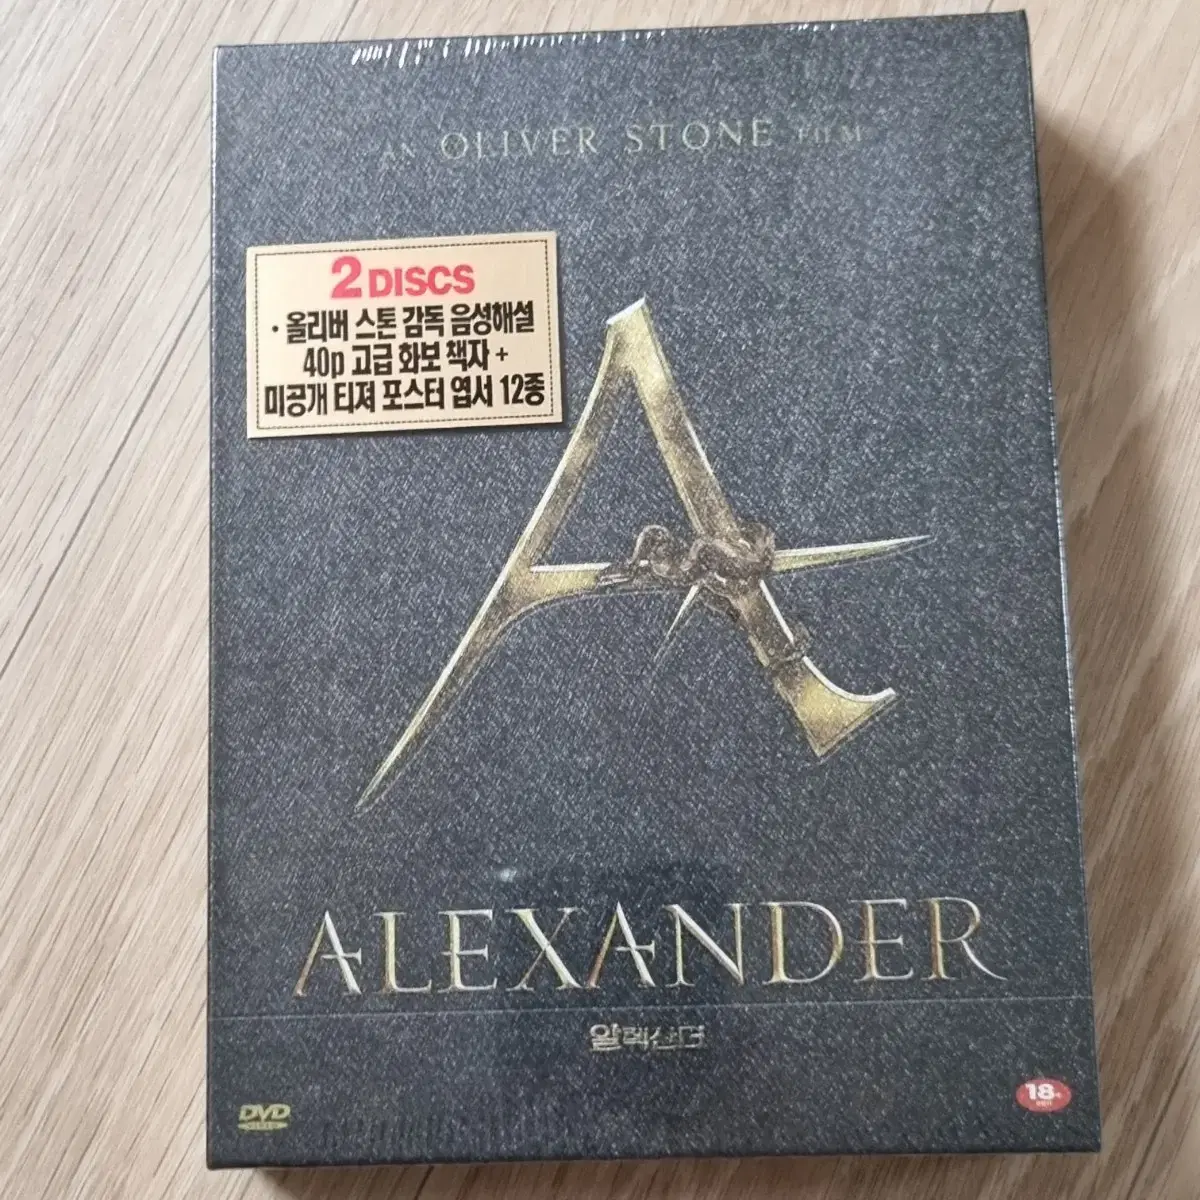 AN OLIVER STONE FILM
2 DISCS
· 올리버 스톤 감독 음성해설
40p 고급 화보 책자 +
미공개 티져 포스터 엽서 12종
A
ALEXANDER
알렉산더
DVD
VIDEO
18